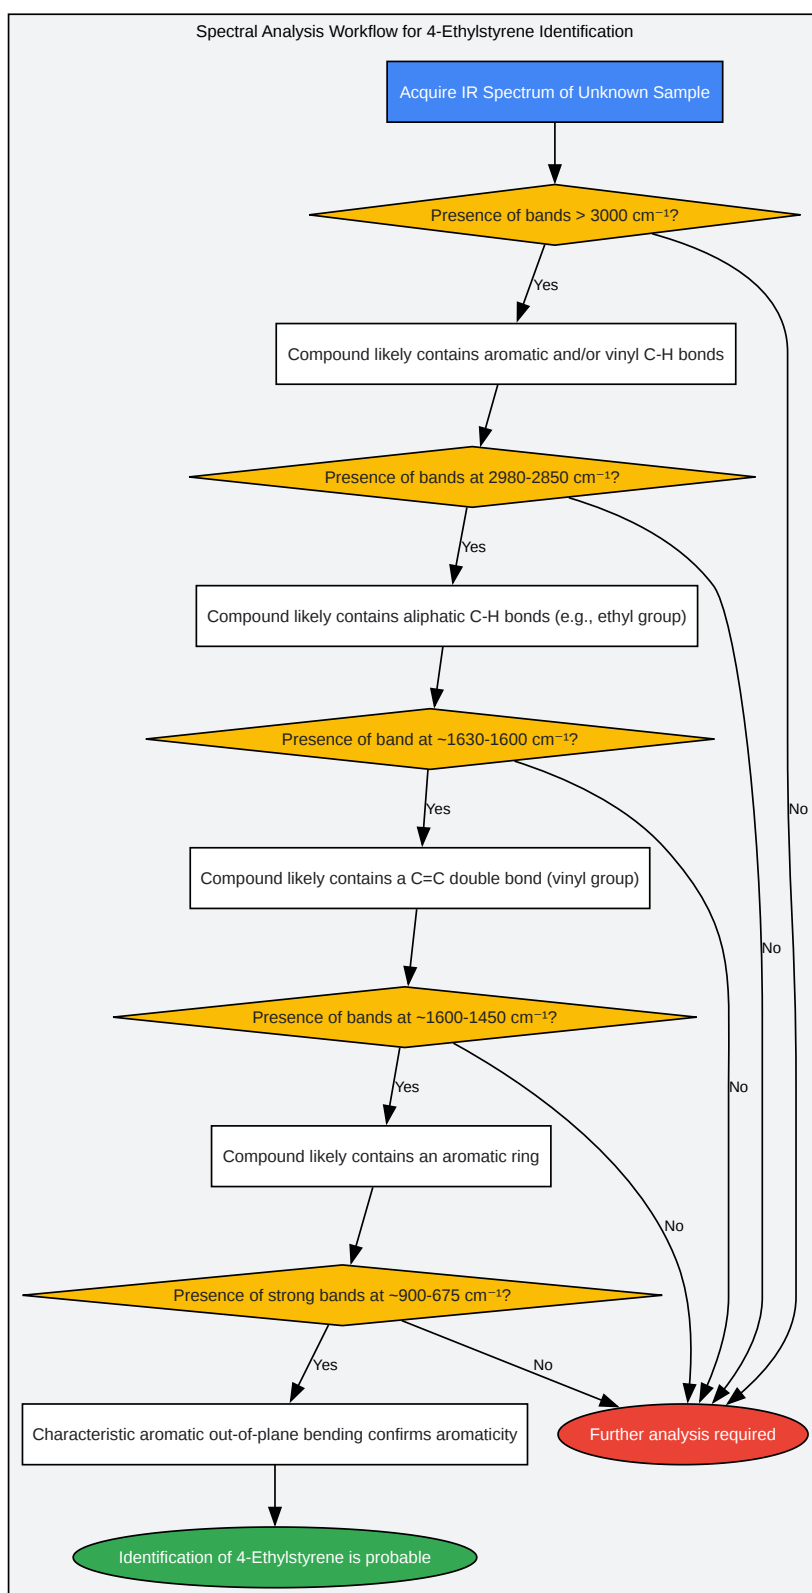 Spectral Analysis Workflow for 4-Ethylstyrene Identification
Acquire IR Spectrum of Unknown Sample
Presence of bands > 3000 cm⁻¹?
Yes
Compound likely contains aromatic and/or vinyl C-H bonds
Presence of bands at 2980-2850 cm⁻¹?
Yes
Compound likely contains aliphatic C-H bonds (e.g., ethyl group)
Presence of band at ~1630-1600 cm⁻¹?
Yes
No
Compound likely contains a C=C double bond (vinyl group)
No
Presence of bands at ~1600-1450 cm⁻¹?
Yes
No
Compound likely contains an aromatic ring
No
Presence of strong bands at ~900-675 cm⁻¹?
Yes
No
Characteristic aromatic out-of-plane bending confirms aromaticity
Further analysis required
Identification of 4-Ethylstyrene is probable